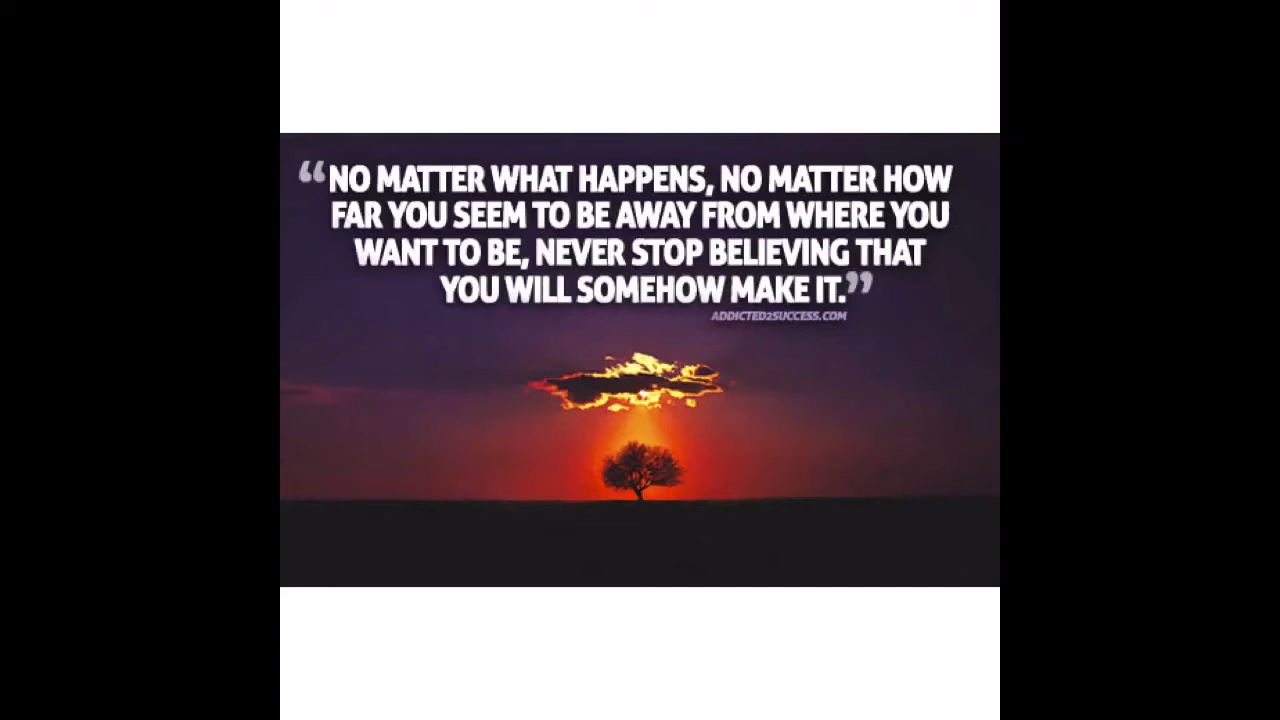 “NO MATTER WHAT HAPPENS, NO MATTER HOW
FAR YOU SEEM TO BE AWAY FROM WHERE YOU
WANT TO BE, NEVER STOP BELIEVING THAT
YOU WILL SOMEHOW MAKE IT.”
ADDICTED2SUCCESS.COM